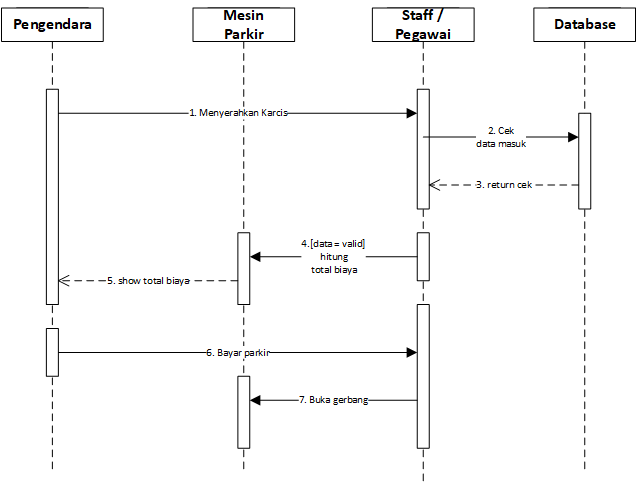 Pengendara
Mesin
Parkir
Staff /
Pegawai
Database
1. Menyerahkan Karcis
2. Cek
data masuk
3. return cek
4.[data = valid]
hitung
total biaya
5. show total biaya
6. Bayar parkir
7. Buka gerbang